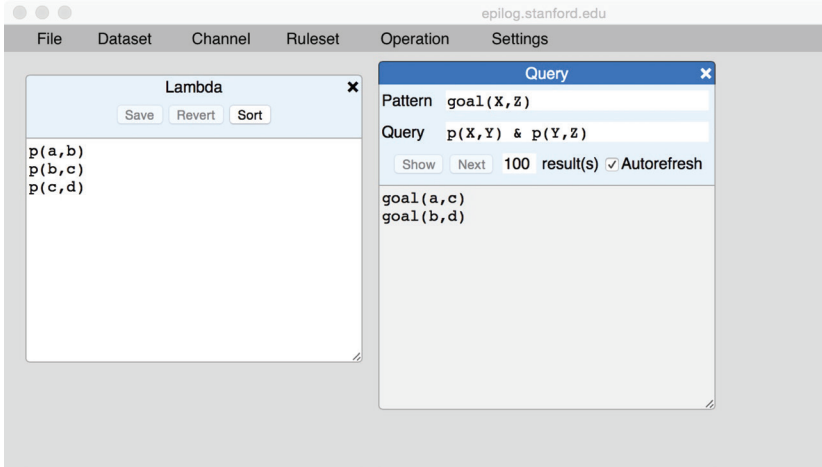 epilog.stanford.edu
File Dataset Channel Ruleset Operation Settings
Lambda
Save Revert Sort
p(a,b)
p(b,c)
p(c,d)
Query
Pattern goal(X,Z)
Query p(X,Y) & p(Y,Z)
Show Next 100 result(s) Autorefresh
goal(a,c)
goal(b,d)